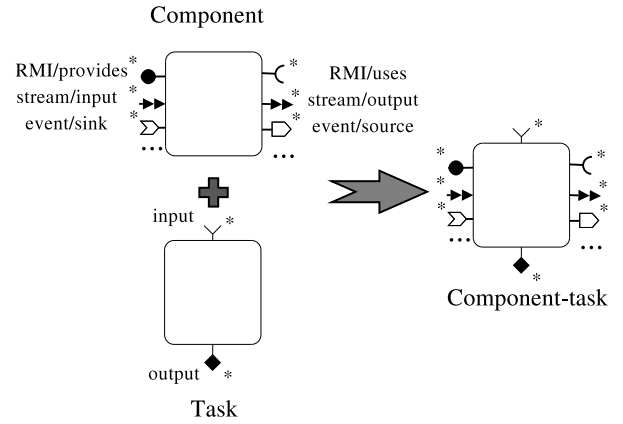 Component
RMI/provides *
stream/input *
event/sink *
...
* RMI/uses
* stream/output
* event/source
...
input *
output *
Task
*
* *
* *
* *
... ...
*
Component-task